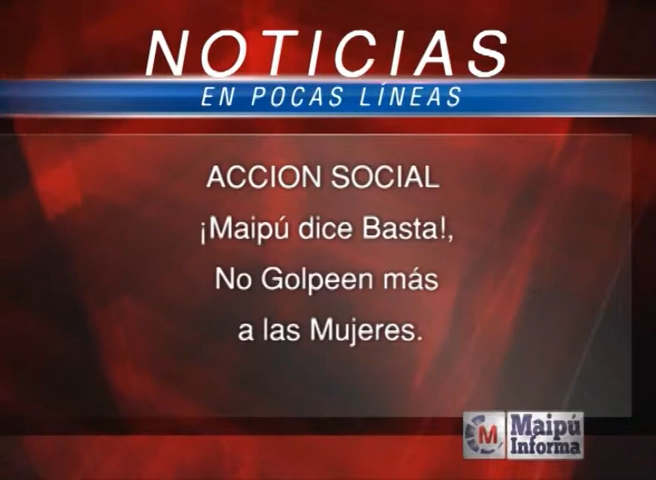 NOTICIAS
EN POCAS LÍNEAS
ACCION SOCIAL
¡Maipú dice Basta!,
No Golpeen más
a las Mujeres.
M
Maipú
Informa